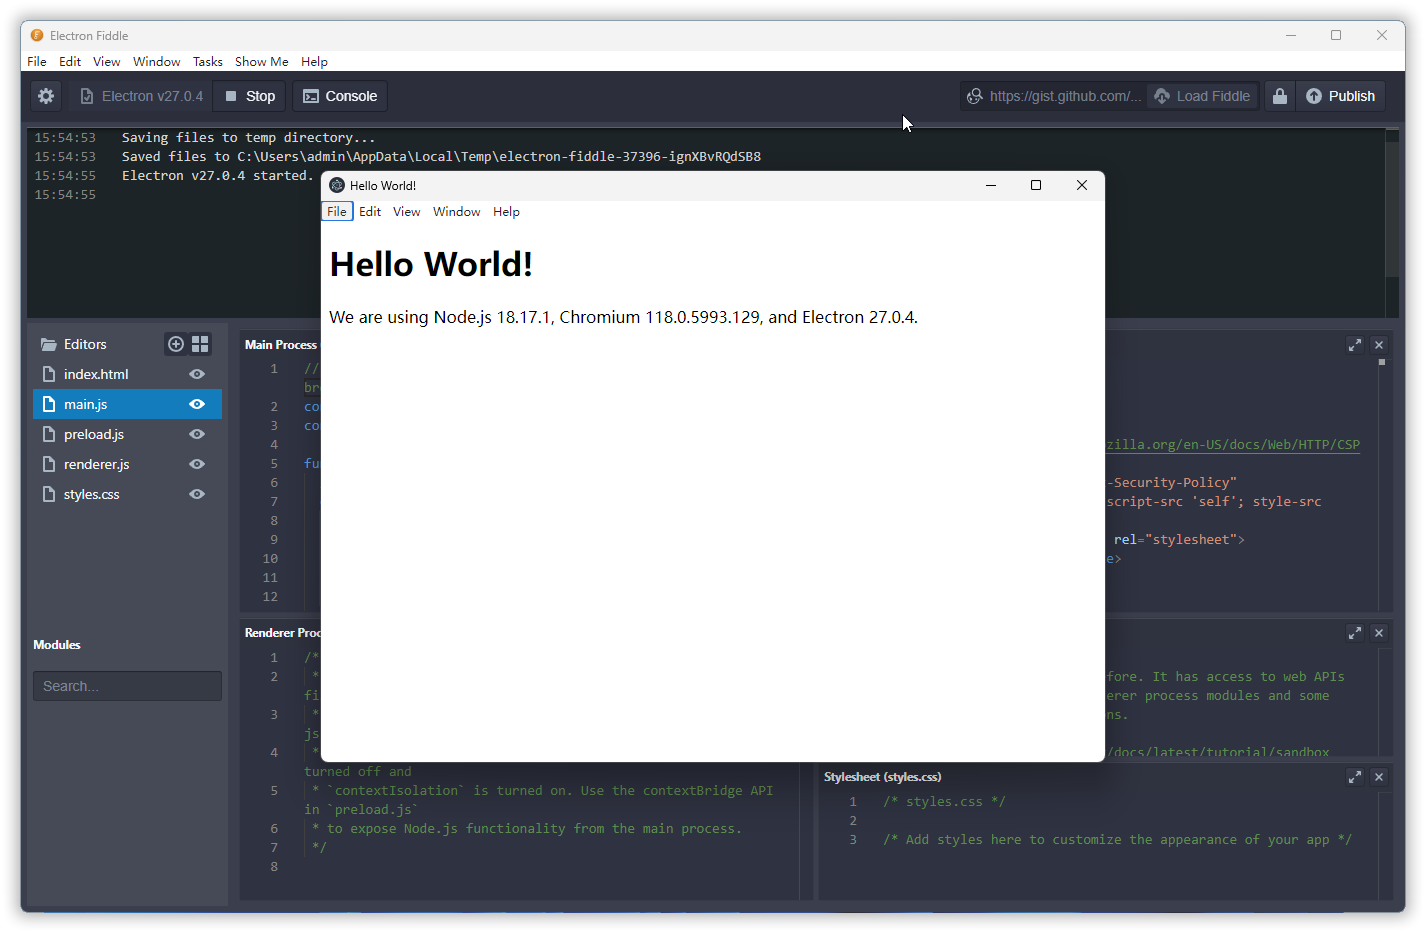 Electron Fiddle
File Edit View Window Tasks Show Me Help
Electron v27.0.4 Stop Console https://gist.github.com/... Load Fiddle Publish
15:54:53 Saving files to temp directory...
15:54:53 Saved files to C:\Users\admin\AppData\Local\Temp\electron-fiddle-37396-ignXBvRQdSB8
15:54:55 Electron v27.0.4 started.
15:54:55
Hello World!
File Edit View Window Help
Hello World!
We are using Node.js 18.17.1, Chromium 118.0.5993.129, and Electron 27.0.4.
Editors
index.html
main.js
preload.js
renderer.js
styles.css
Modules
Search...
Main Process
1 //
br
2 co
3 co
4
5 fu
6
7
8
9
10
11
12
zilla.org/en-US/docs/Web/HTTP/CSP
-Security-Policy"
script-src 'self'; style-src
rel="stylesheet">
e>
Renderer Proc
1 /*
2 *
fi
3 *
js
4 *
turned off and
5 * `contextIsolation` is turned on. Use the contextBridge API
in `preload.js`
6 * to expose Node.js functionality from the main process.
7 */
8
fore. It has access to web APIs
erer process modules and some
ns.
/docs/latest/tutorial/sandbox
Stylesheet (styles.css)
1 /* styles.css */
2
3 /* Add styles here to customize the appearance of your app */